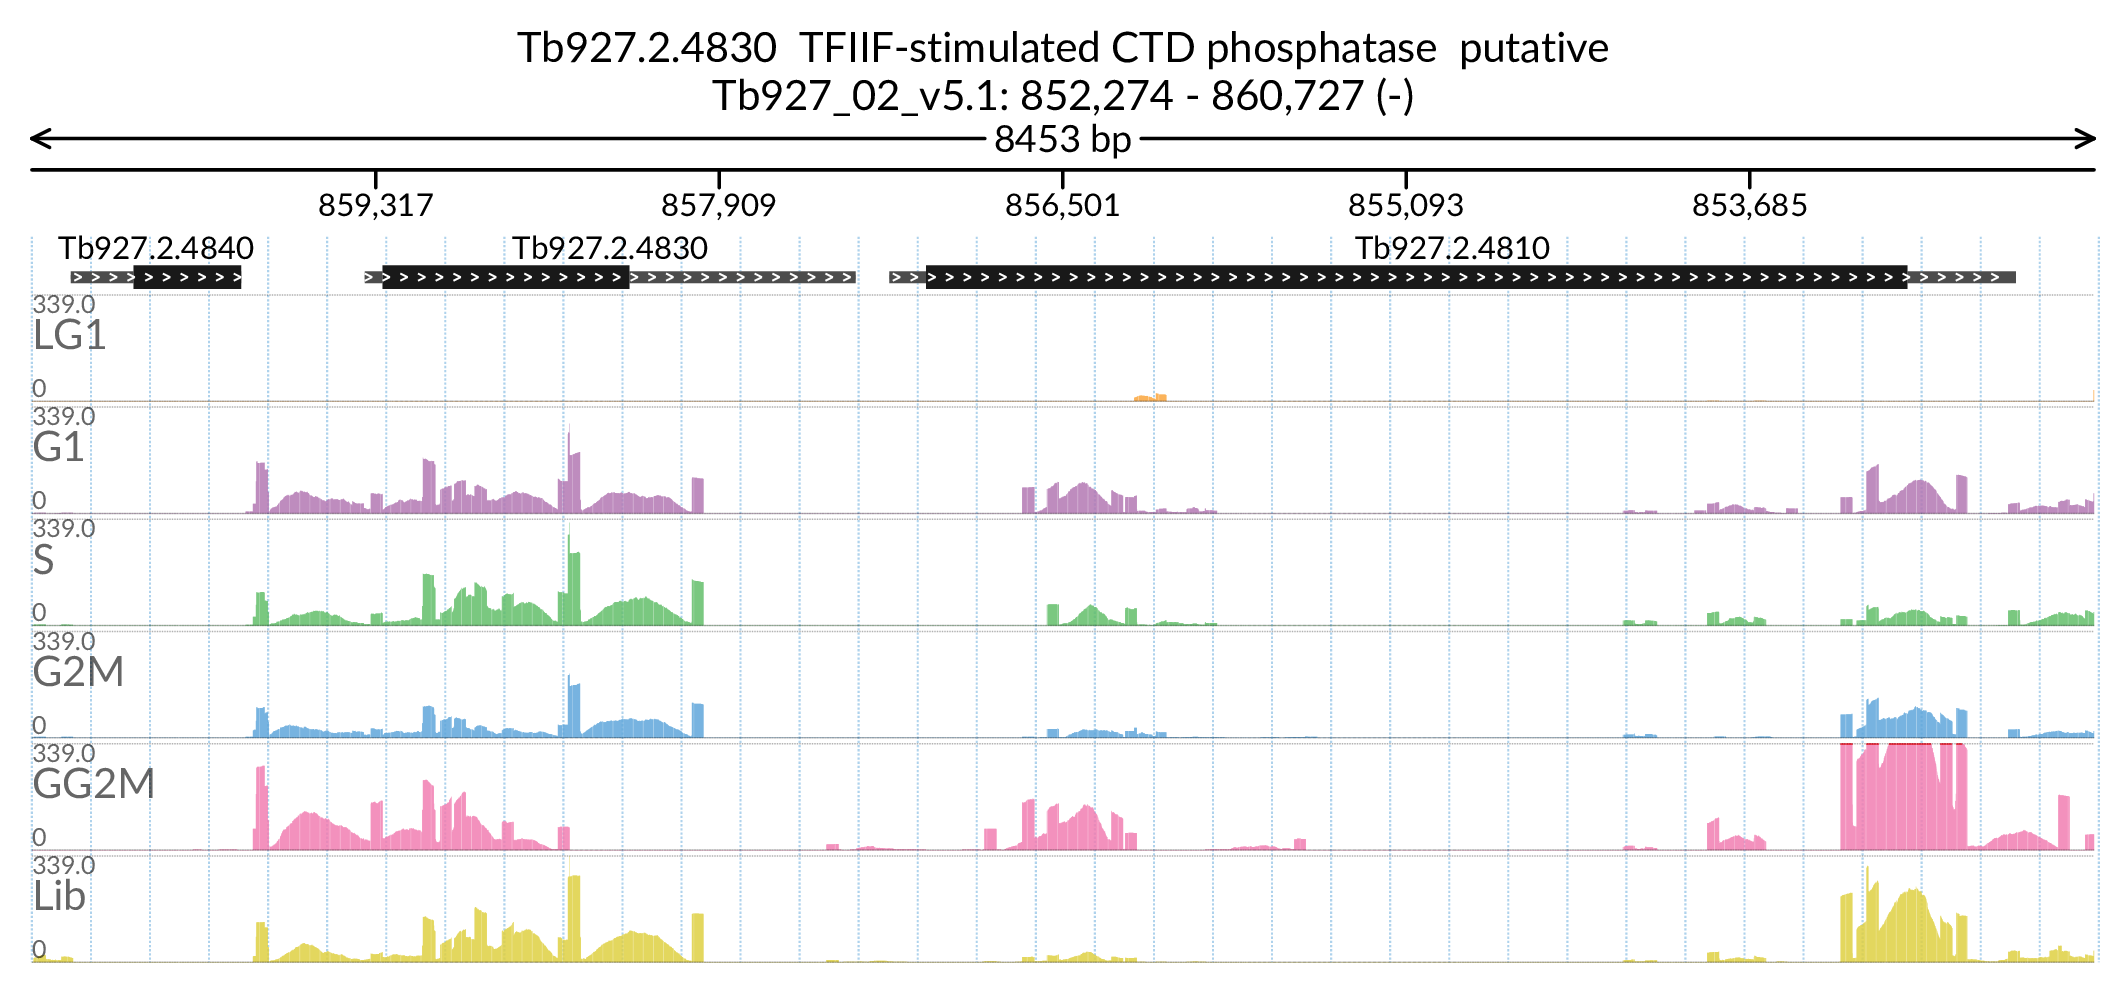 Tb927.2.4830 TFIIF-stimulated CTD phosphatase putative
Tb927_02_v5.1: 852,274 - 860,727 (-)
8453 bp
859,317 857,909 856,501 855,093 853,685
Tb927.2.4840 Tb927.2.4830 Tb927.2.4810
339.0
LG1
0
339.0
G1
0
339.0
S
0
339.0
G2M
0
339.0
GG2M
0
339.0
Lib
0